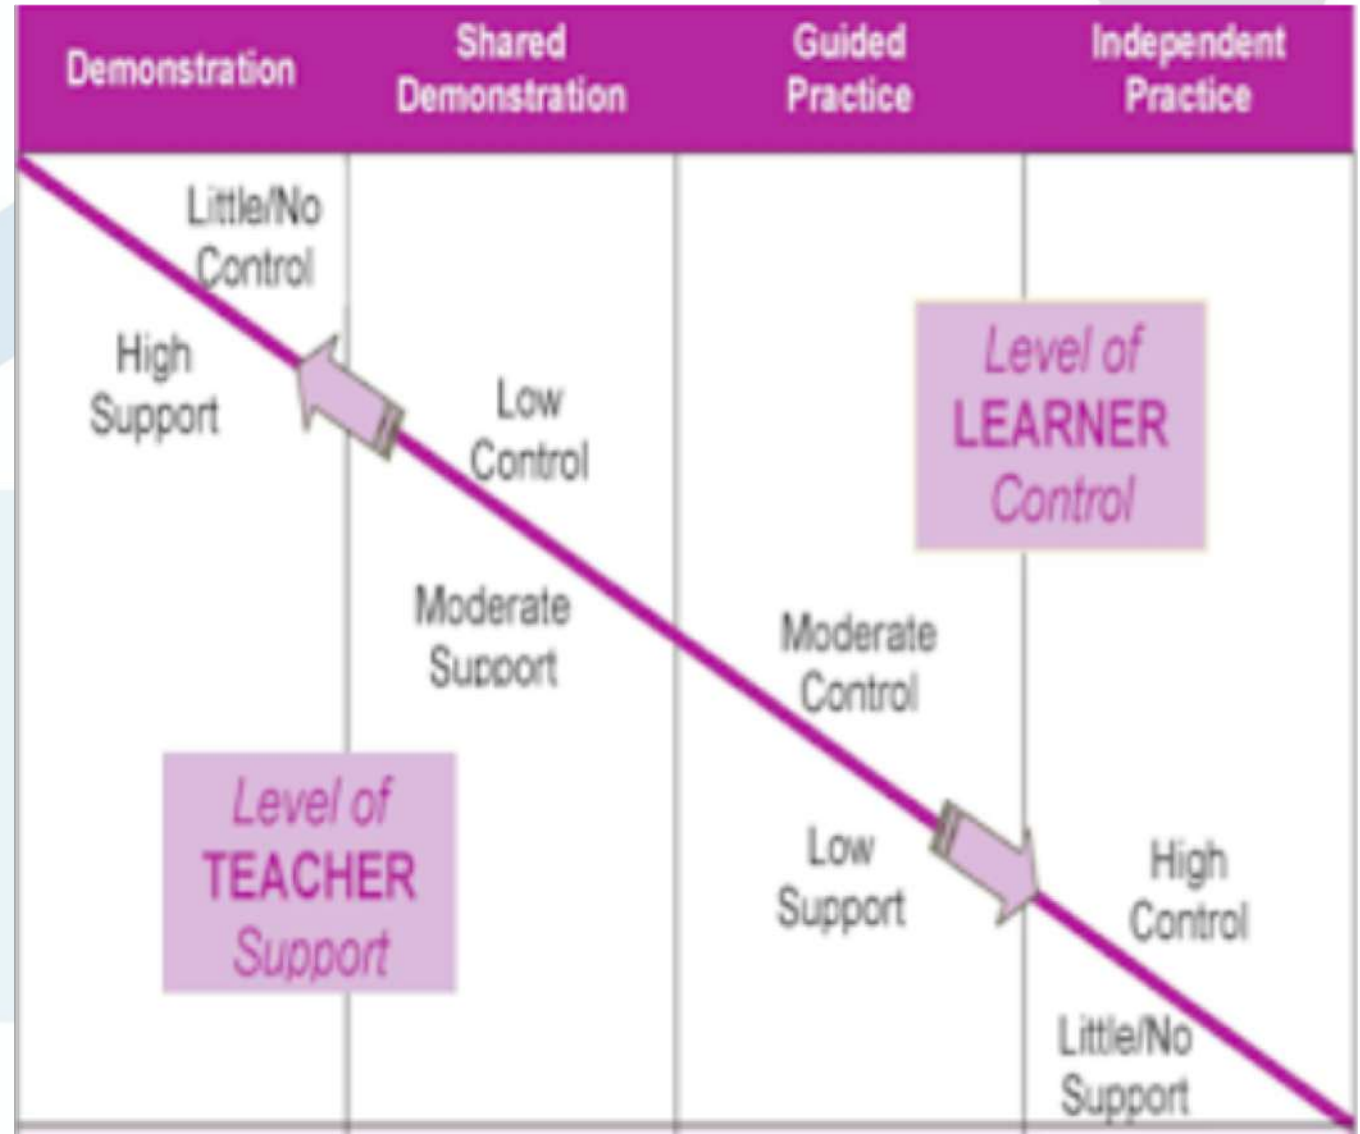 Demonstration
Shared
Demonstration
Guided
Practice
Independent
Practice
Little/No
Control
High
Support
Low
Control
Moderate
Support
Level of
LEARNER
Control
Moderate
Control
Level of
TEACHER
Support
Low
Support
High
Control
Little/No
Support